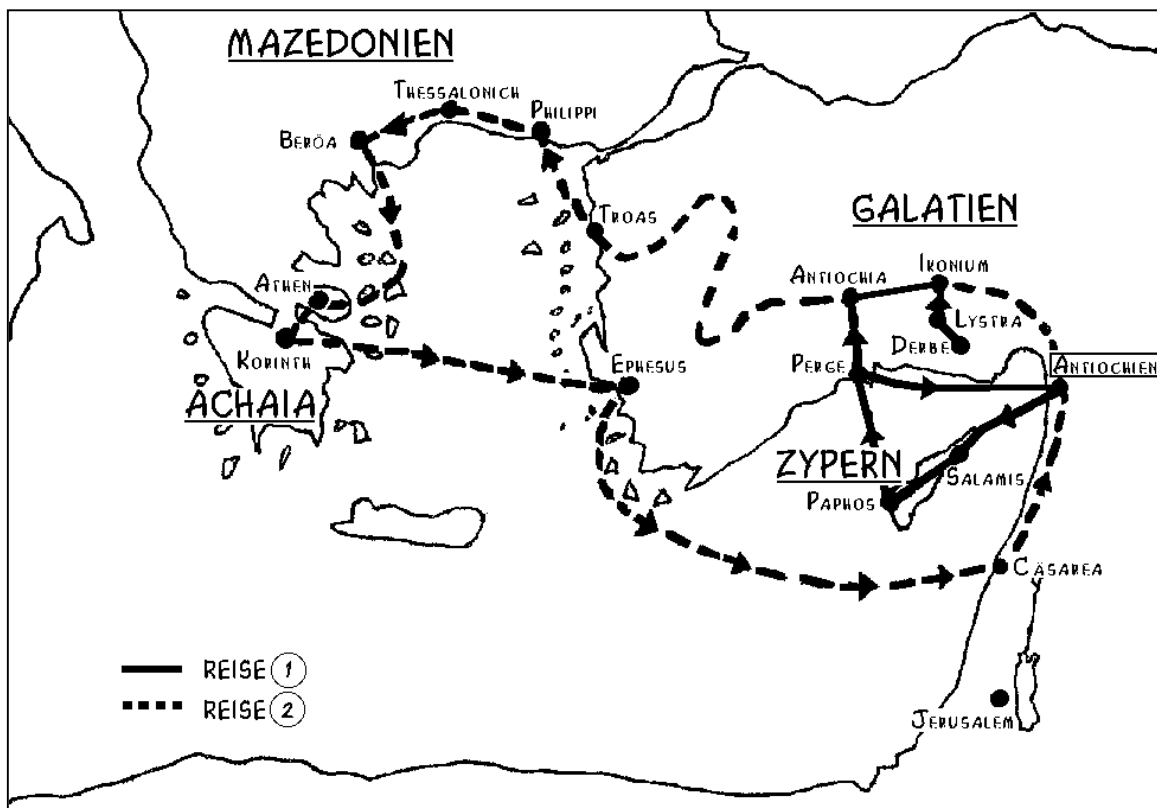 MAZEDONIEN
THESSALONICH
PHILIPPI
BERÖA
TROAS
GALATIEN
IKONIUM
ANTIOCHIA
ATHEN
LYSTRA
DERBE
KORINTH
EPHESUS
PERGE
ANTIOCHIEN
ACHAIA
ZYPERN
SALAMIS
PAPHOS
CÄSAREA
REISE 1
REISE 2
JERUSALEM